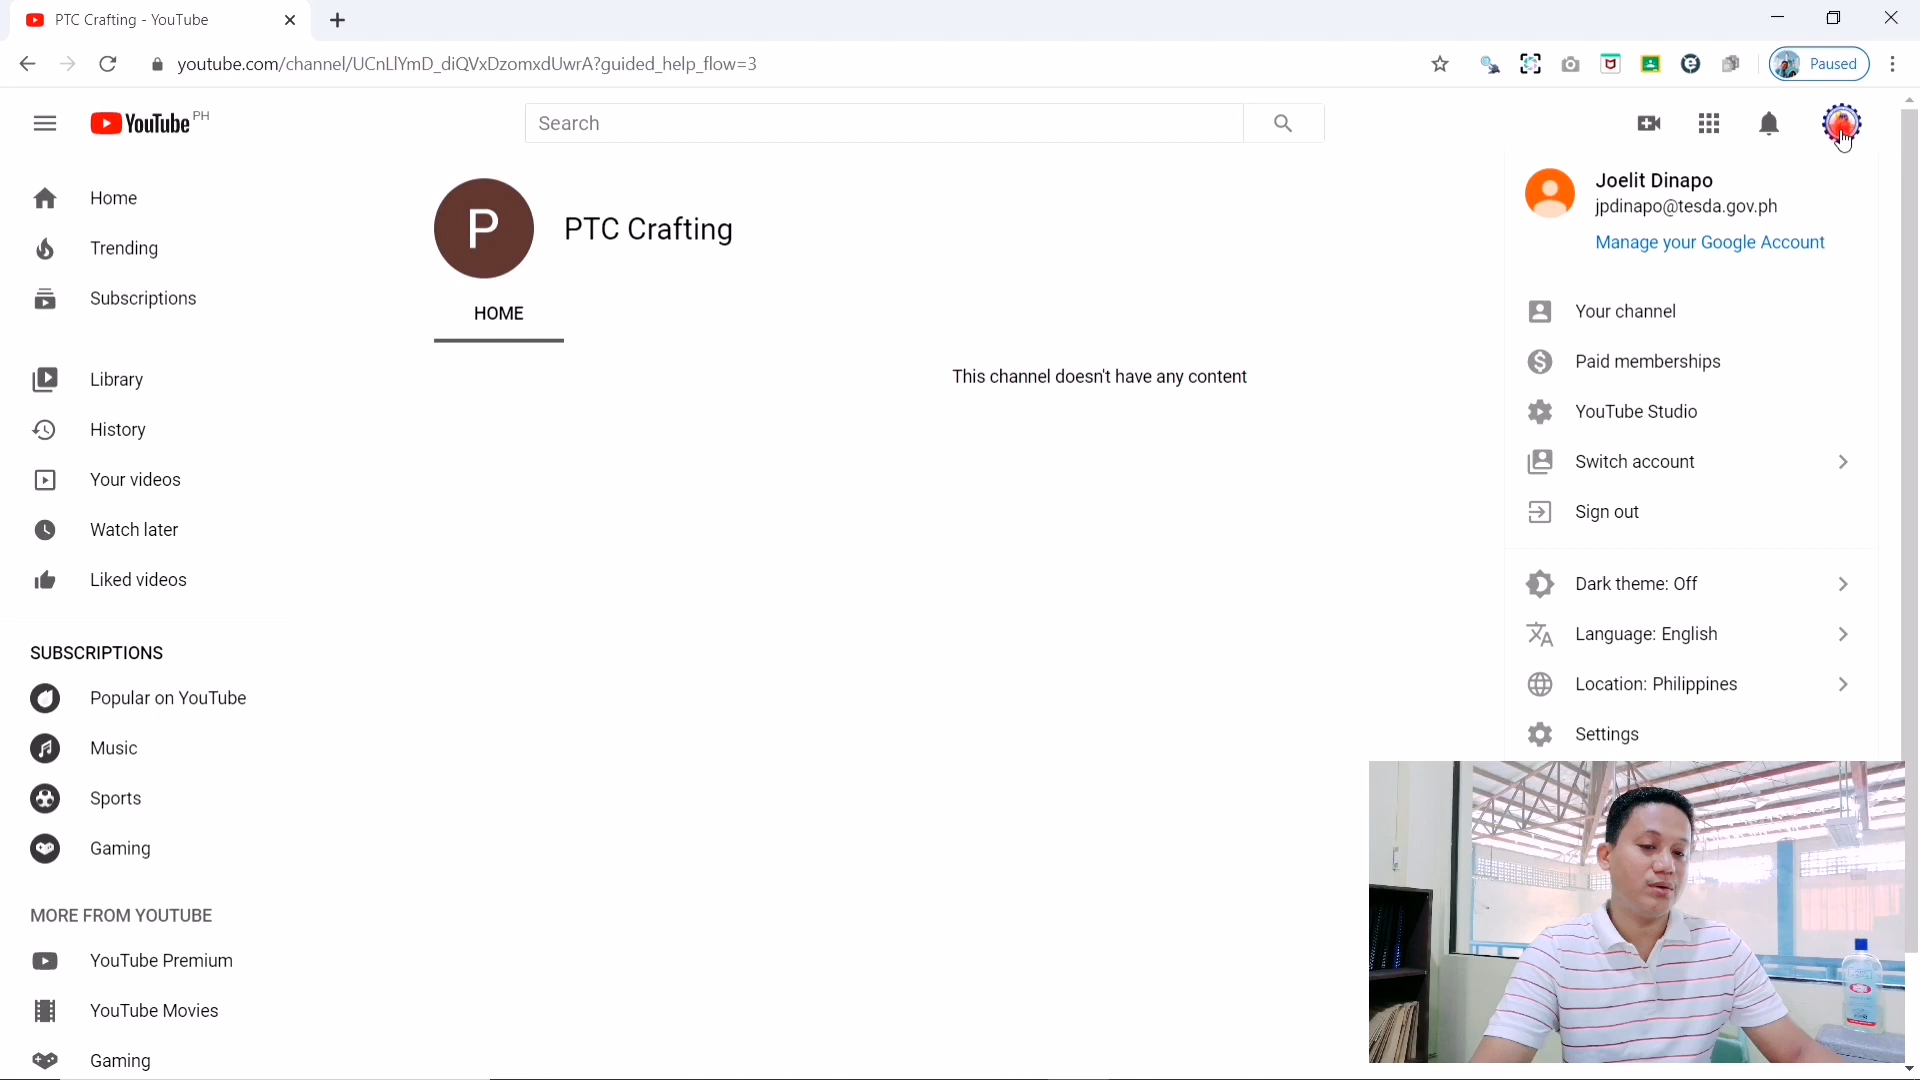 PTC Crafting - YouTube
youtube.com/channel/UCnLlYmD_diQVxDzomxdUwrA?guided_help_flow=3
Paused
YouTube PH
Search
Home
Trending
Subscriptions
Library
History
Your videos
Watch later
Liked videos
SUBSCRIPTIONS
Popular on YouTube
Music
Sports
Gaming
MORE FROM YOUTUBE
YouTube Premium
YouTube Movies
Gaming
P
PTC Crafting
HOME
This channel doesn't have any content
Joelit Dinapo
jpdinapo@tesda.gov.ph
Manage your Google Account
Your channel
Paid memberships
YouTube Studio
Switch account
Sign out
Dark theme: Off
Language: English
Location: Philippines
Settings